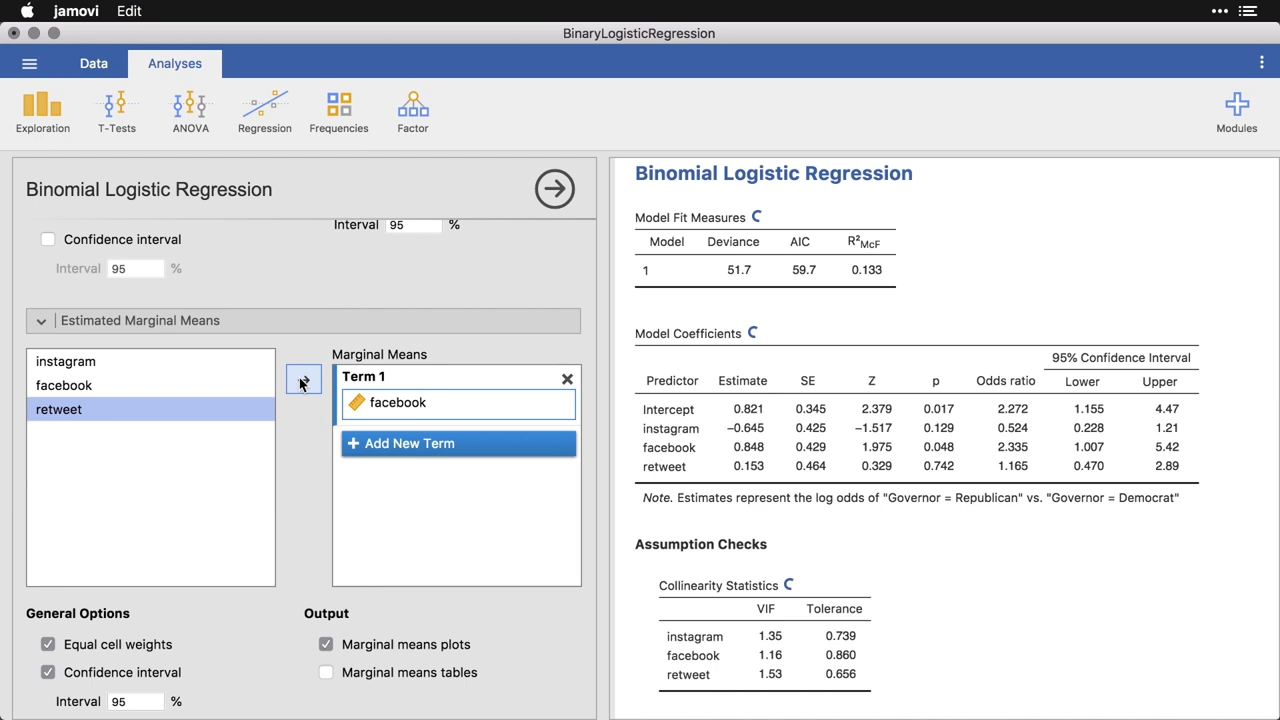 jamovi Edit
BinaryLogisticRegression
Data Analyses
Exploration T-Tests ANOVA Regression Frequencies Factor Modules
Binomial Logistic Regression
Interval 95 %
Confidence interval
Interval 95 %
Estimated Marginal Means
instagram
facebook
retweet
Marginal Means
Term 1
facebook
+ Add New Term
General Options
Equal cell weights
Confidence interval
Interval 95 %
Output
Marginal means plots
Marginal means tables
Binomial Logistic Regression
Model Fit Measures
Model Deviance AIC R²McF
1 51.7 59.7 0.133
Model Coefficients
95% Confidence Interval
Predictor Estimate SE Z p Odds ratio Lower Upper
Intercept 0.821 0.345 2.379 0.017 2.272 1.155 4.47
instagram −0.645 0.425 −1.517 0.129 0.524 0.228 1.21
facebook 0.848 0.429 1.975 0.048 2.335 1.007 5.42
retweet 0.153 0.464 0.329 0.742 1.165 0.470 2.89
Note. Estimates represent the log odds of "Governor = Republican" vs. "Governor = Democrat"
Assumption Checks
Collinearity Statistics
VIF Tolerance
instagram 1.35 0.739
facebook 1.16 0.860
retweet 1.53 0.656